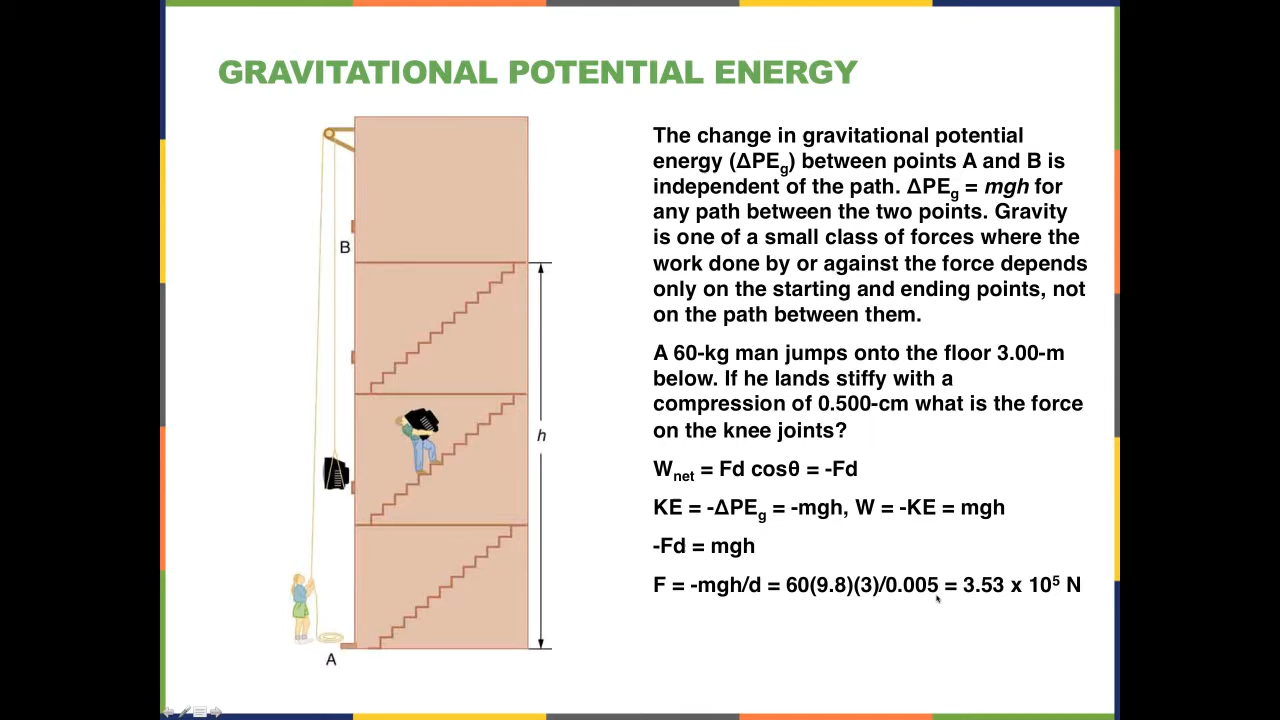 GRAVITATIONAL POTENTIAL ENERGY
The change in gravitational potential
energy (ΔPEg) between points A and B is
independent of the path. ΔPEg = mgh for
any path between the two points. Gravity
is one of a small class of forces where the
work done by or against the force depends
only on the starting and ending points, not
on the path between them.
A 60-kg man jumps onto the floor 3.00-m
below. If he lands stiffy with a
compression of 0.500-cm what is the force
on the knee joints?
Wnet = Fd cosθ = -Fd
KE = -ΔPEg = -mgh, W = -KE = mgh
-Fd = mgh
F = -mgh/d = 60(9.8)(3)/0.005 = 3.53 x 10⁵ N
B
h
A